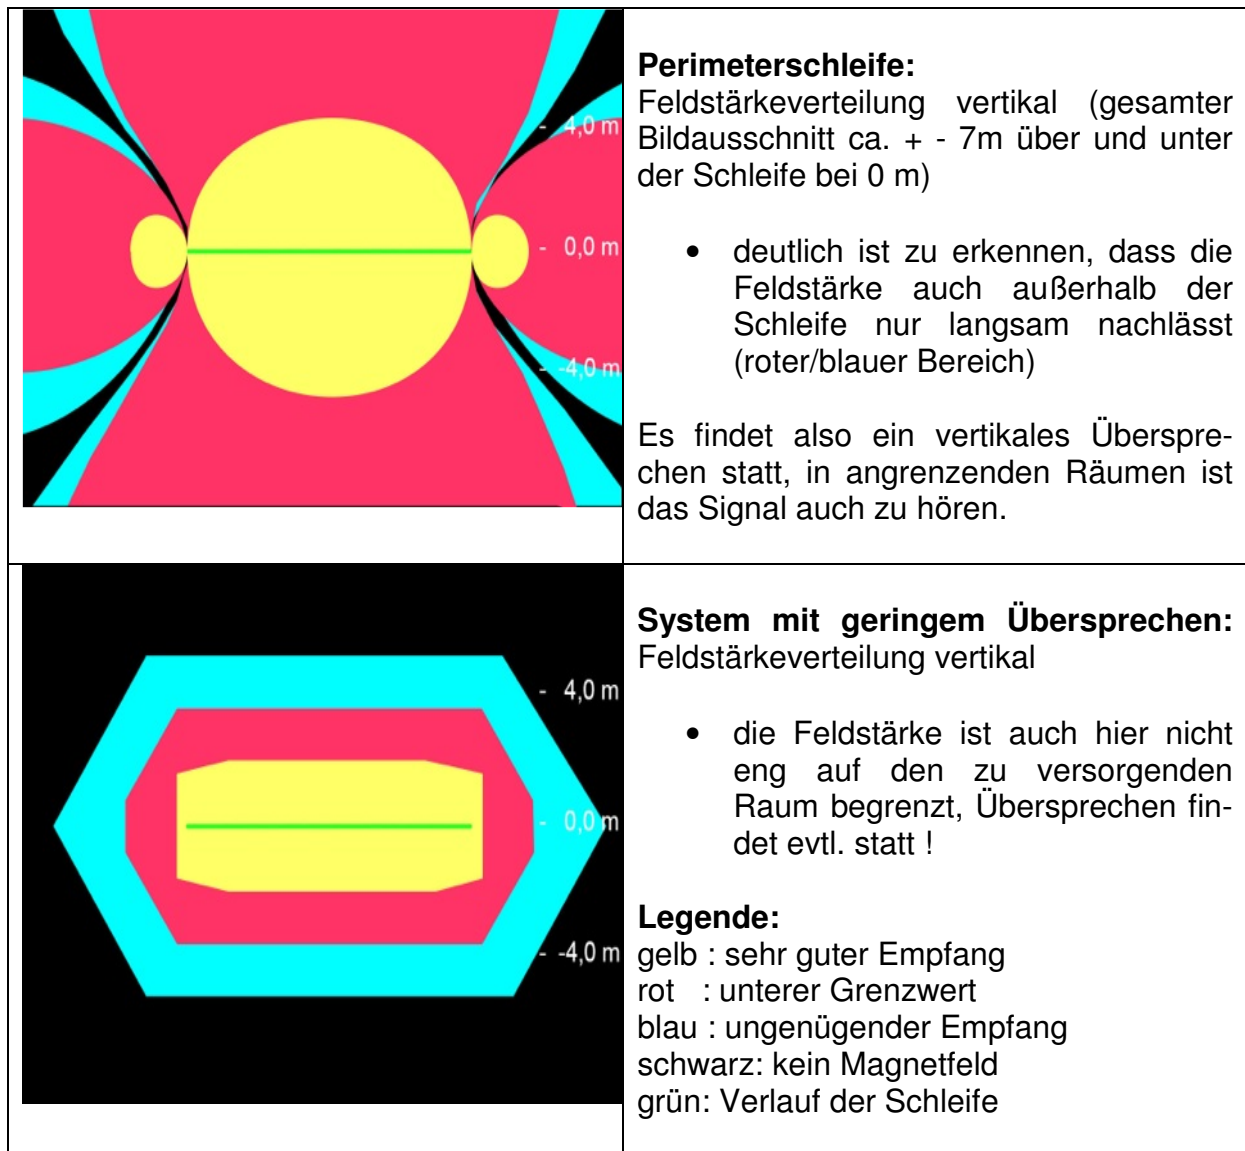 - 4,0 m
- 0,0 m
- -4,0 m
Perimeterschleife:
Feldstärkeverteilung vertikal (gesamter
Bildausschnitt ca. + - 7m über und unter
der Schleife bei 0 m)
• deutlich ist zu erkennen, dass die
Feldstärke auch außerhalb der
Schleife nur langsam nachlässt
(roter/blauer Bereich)
Es findet also ein vertikales Überspre-
chen statt, in angrenzenden Räumen ist
das Signal auch zu hören.
- 4,0 m
- 0,0 m
- -4,0 m
System mit geringem Übersprechen:
Feldstärkeverteilung vertikal
• die Feldstärke ist auch hier nicht
eng auf den zu versorgenden
Raum begrenzt, Übersprechen fin-
det evtl. statt !
Legende:
gelb : sehr guter Empfang
rot : unterer Grenzwert
blau : ungenügender Empfang
schwarz: kein Magnetfeld
grün: Verlauf der Schleife